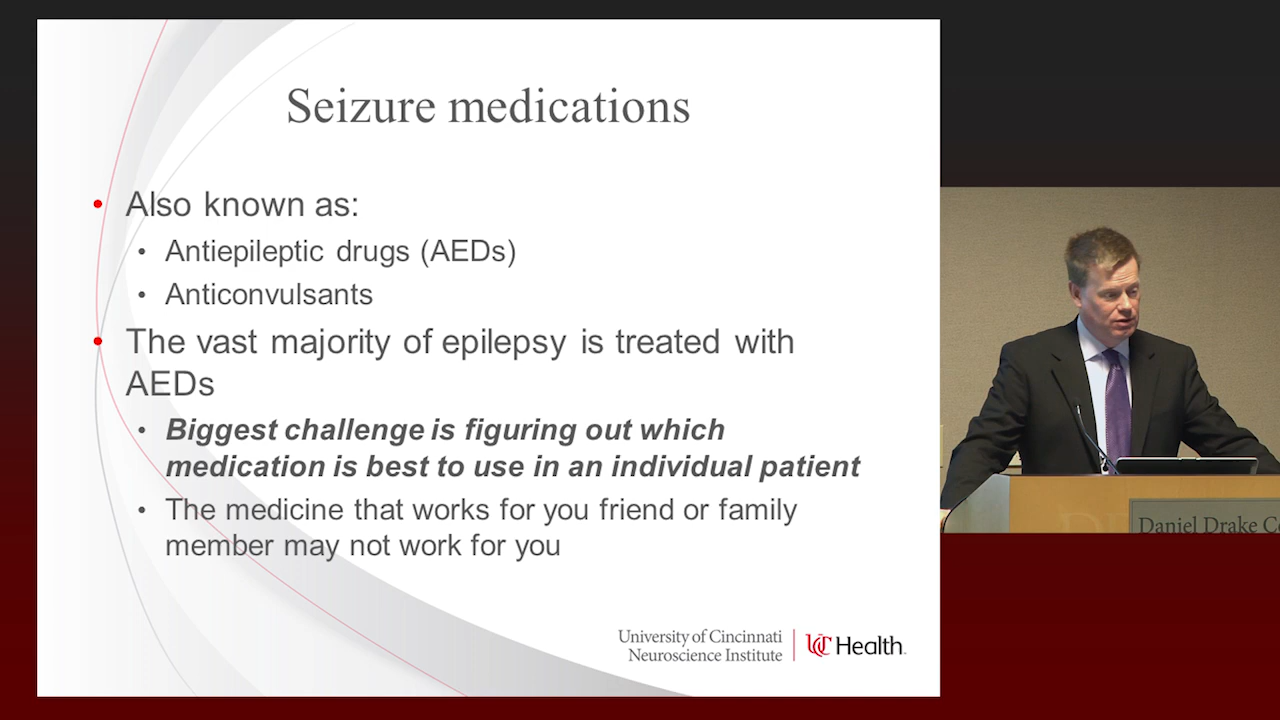 Seizure medications
• Also known as:
• Antiepileptic drugs (AEDs)
• Anticonvulsants
• The vast majority of epilepsy is treated with
AEDs
• Biggest challenge is figuring out which
medication is best to use in an individual patient
• The medicine that works for you friend or family
member may not work for you
University of Cincinnati
Neuroscience Institute
UC Health
Daniel Drake